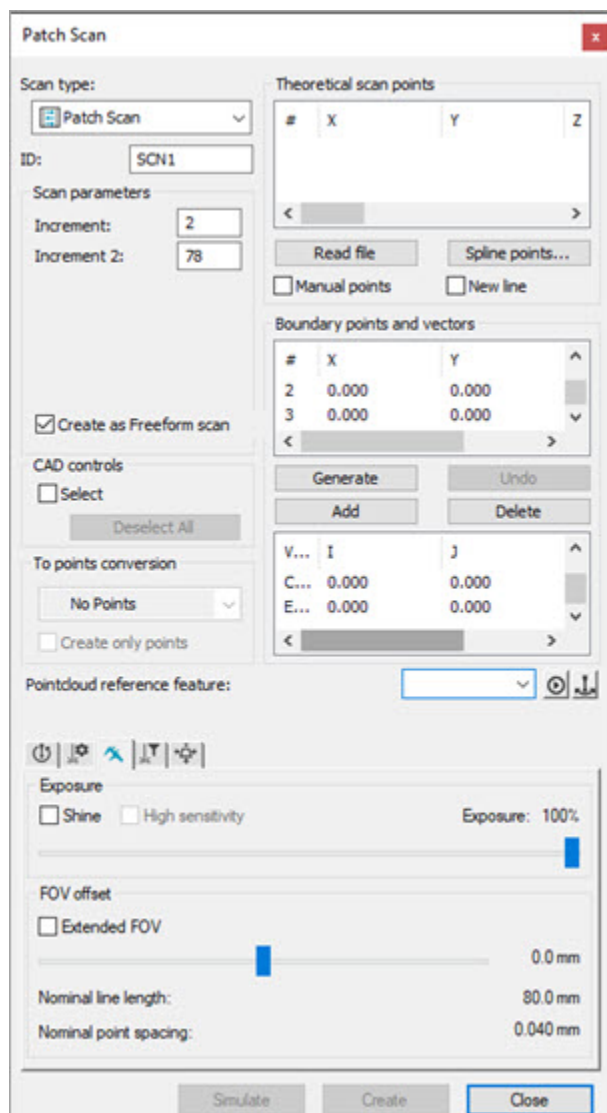 Patch Scan
x
Scan type:
Patch Scan
ID: SCN1
Scan parameters
Increment: 2
Increment 2: 78
Create as Freeform scan
CAD controls
Select
Deselect All
To points conversion
No Points
Create only points
Theoretical scan points
# X Y Z
Read file Spline points...
Manual points New line
Boundary points and vectors
# X Y
2 0.000 0.000
3 0.000 0.000
Generate Undo
Add Delete
V... I J
C... 0.000 0.000
E... 0.000 0.000
Pointcloud reference feature:
Exposure
Shine High sensitivity Exposure: 100%
FOV offset
Extended FOV
0.0 mm
Nominal line length: 80.0 mm
Nominal point spacing: 0.040 mm
Simulate Create Close